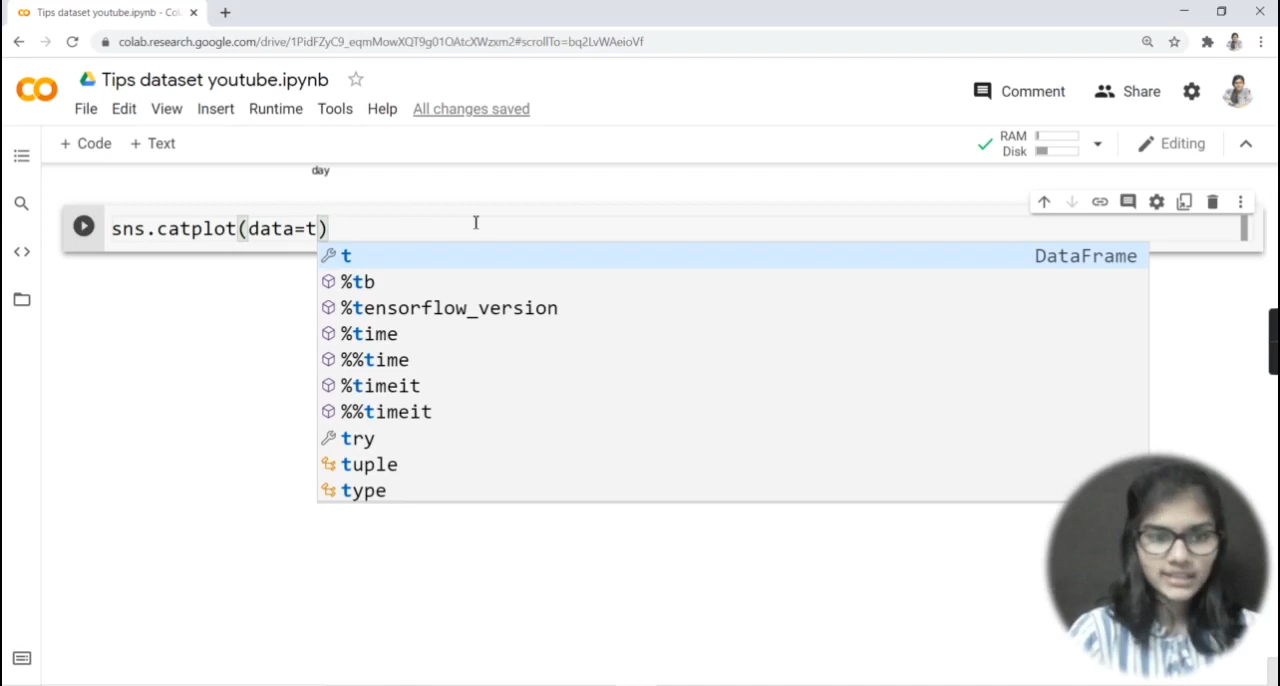 Tips dataset youtube.ipynb - Col
colab.research.google.com/drive/1PidFZyC9_eqmMowXQT9g01OAtcXWzxm2#scrollTo=bq2LvWAeioVf
Tips dataset youtube.ipynb
Comment
Share
File Edit View Insert Runtime Tools Help All changes saved
+ Code + Text
RAM
Disk
Editing
day
sns.catplot(data=t)
t DataFrame
%tb
%tensorflow_version
%time
%%time
%timeit
%%timeit
try
tuple
type